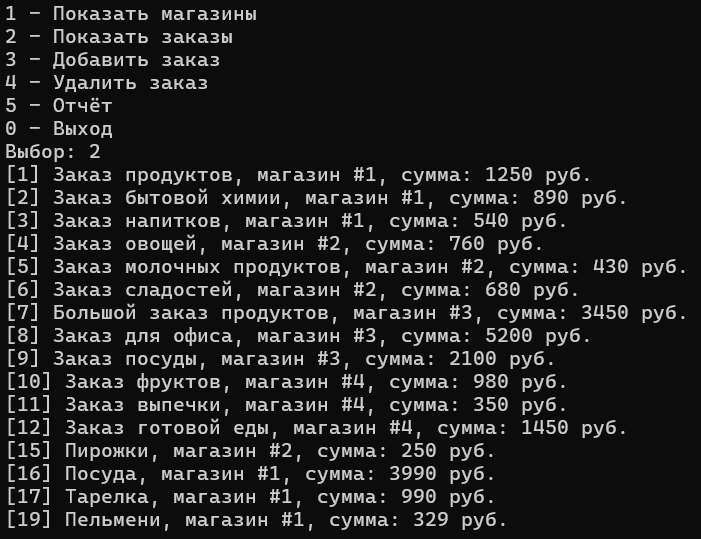 1 - Показать магазины
2 - Показать заказы
3 - Добавить заказ
4 - Удалить заказ
5 - Отчёт
0 - Выход
Выбор: 2
[1] Заказ продуктов, магазин #1, сумма: 1250 руб.
[2] Заказ бытовой химии, магазин #1, сумма: 890 руб.
[3] Заказ напитков, магазин #1, сумма: 540 руб.
[4] Заказ овощей, магазин #2, сумма: 760 руб.
[5] Заказ молочных продуктов, магазин #2, сумма: 430 руб.
[6] Заказ сладостей, магазин #2, сумма: 680 руб.
[7] Большой заказ продуктов, магазин #3, сумма: 3450 руб.
[8] Заказ для офиса, магазин #3, сумма: 5200 руб.
[9] Заказ посуды, магазин #3, сумма: 2100 руб.
[10] Заказ фруктов, магазин #4, сумма: 980 руб.
[11] Заказ выпечки, магазин #4, сумма: 350 руб.
[12] Заказ готовой еды, магазин #4, сумма: 1450 руб.
[15] Пирожки, магазин #2, сумма: 250 руб.
[16] Посуда, магазин #1, сумма: 3990 руб.
[17] Тарелка, магазин #1, сумма: 990 руб.
[19] Пельмени, магазин #1, сумма: 329 руб.